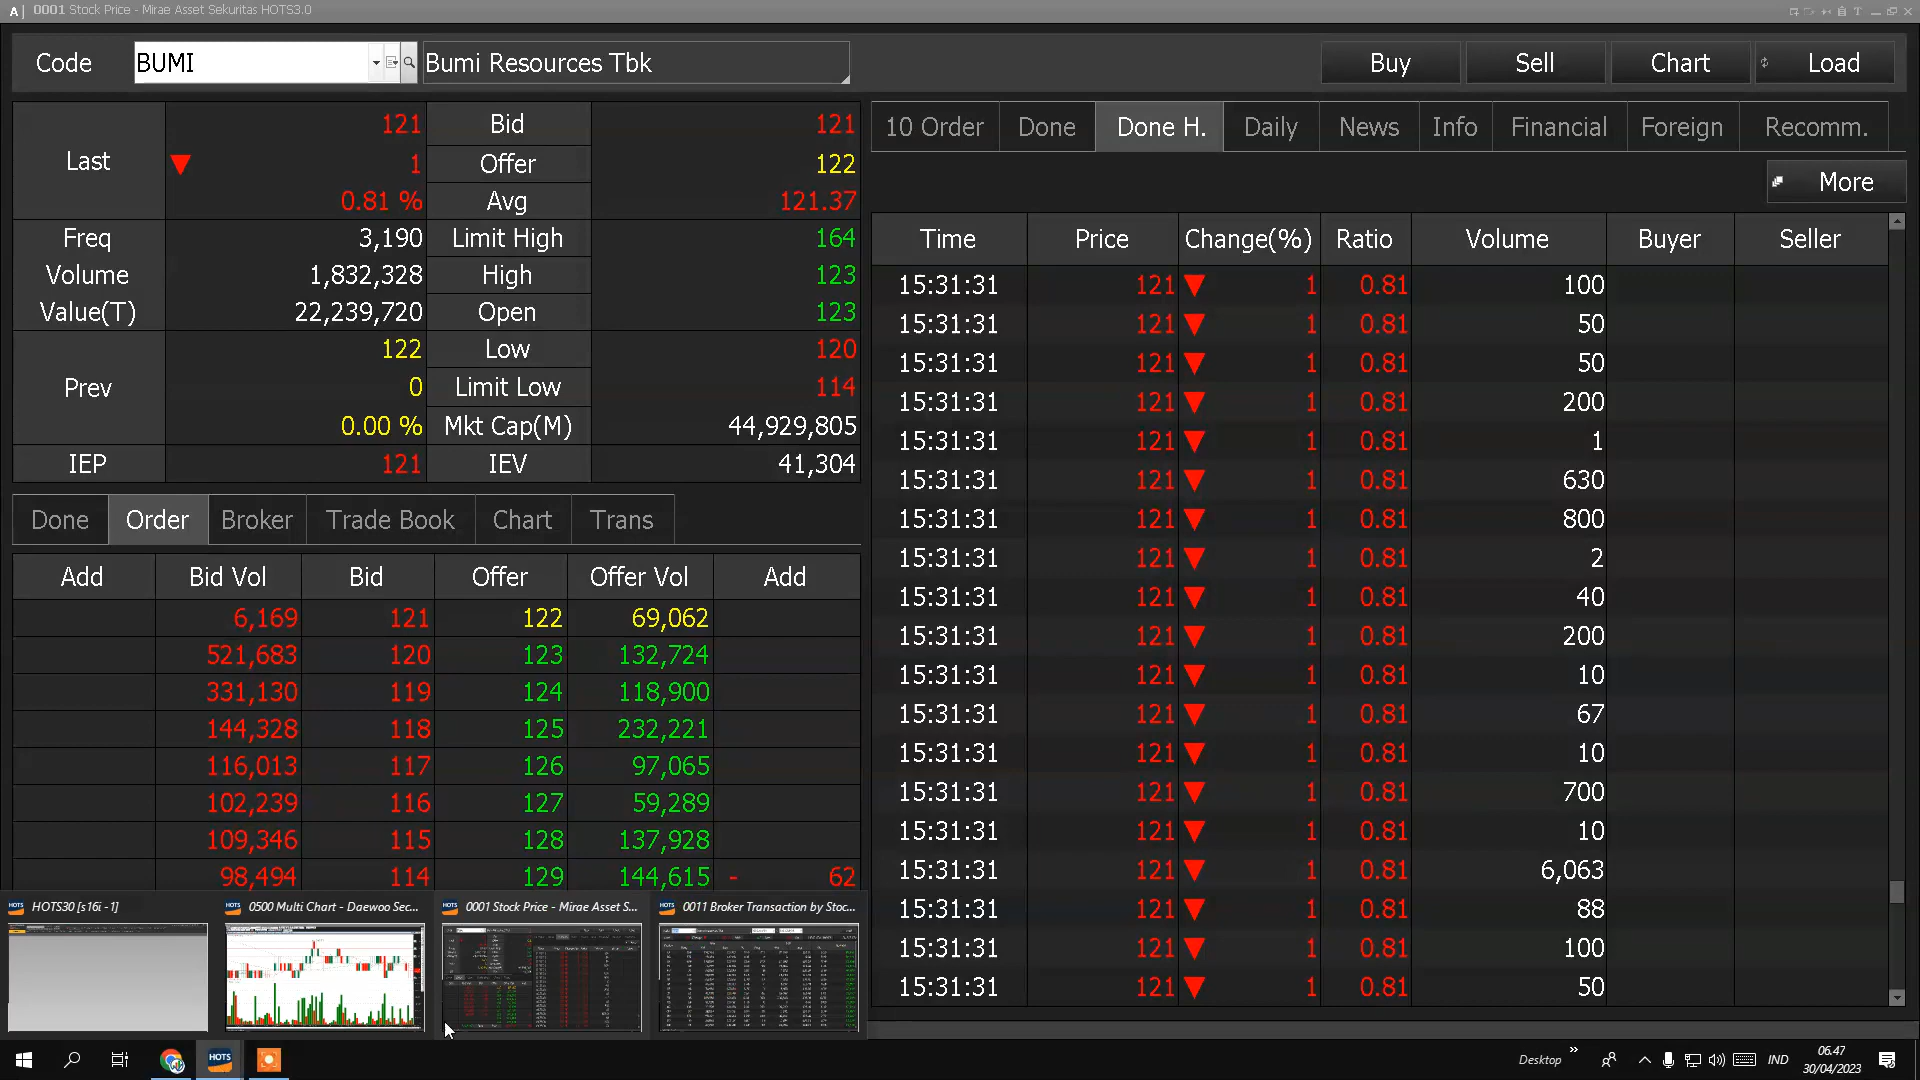 0001 Stock Price - Mirae Asset Sekuritas HOTS3.0
Code BUMI Bumi Resources Tbk Buy Sell Chart Load
Last 121 Bid 121
1 Offer 122
0.81 % Avg 121.37
Freq 3,190 Limit High 164
Volume 1,832,328 High 123
Value(T) 22,239,720 Open 123
Prev 122 Low 120
0 Limit Low 114
0.00 % Mkt Cap(M) 44,929,805
IEP 121 IEV 41,304
Done Order Broker Trade Book Chart Trans
Add Bid Vol Bid Offer Offer Vol Add
6,169 121 122 69,062
521,683 120 123 132,724
331,130 119 124 118,900
144,328 118 125 232,221
116,013 117 126 97,065
102,239 116 127 59,289
109,346 115 128 137,928
98,494 114 129 144,615 - 62
10 Order Done Done H. Daily News Info Financial Foreign Recomm.
More
Time Price Change(%) Ratio Volume Buyer Seller
15:31:31 121 ▼ 1 0.81 100
15:31:31 121 ▼ 1 0.81 50
15:31:31 121 ▼ 1 0.81 50
15:31:31 121 ▼ 1 0.81 200
15:31:31 121 ▼ 1 0.81 1
15:31:31 121 ▼ 1 0.81 630
15:31:31 121 ▼ 1 0.81 800
15:31:31 121 ▼ 1 0.81 2
15:31:31 121 ▼ 1 0.81 40
15:31:31 121 ▼ 1 0.81 200
15:31:31 121 ▼ 1 0.81 10
15:31:31 121 ▼ 1 0.81 67
15:31:31 121 ▼ 1 0.81 10
15:31:31 121 ▼ 1 0.81 700
15:31:31 121 ▼ 1 0.81 10
15:31:31 121 ▼ 1 0.81 6,063
15:31:31 121 ▼ 1 0.81 88
15:31:31 121 ▼ 1 0.81 100
15:31:31 121 ▼ 1 0.81 50
HOTS HOTS30 [s16i -1] HOTS 0500 Multi Chart - Daewoo Sec... HOTS 0001 Stock Price - Mirae Asset S... HOTS 0011 Broker Transaction by Stoc...
HOTS Desktop IND 06.47
30/04/2023